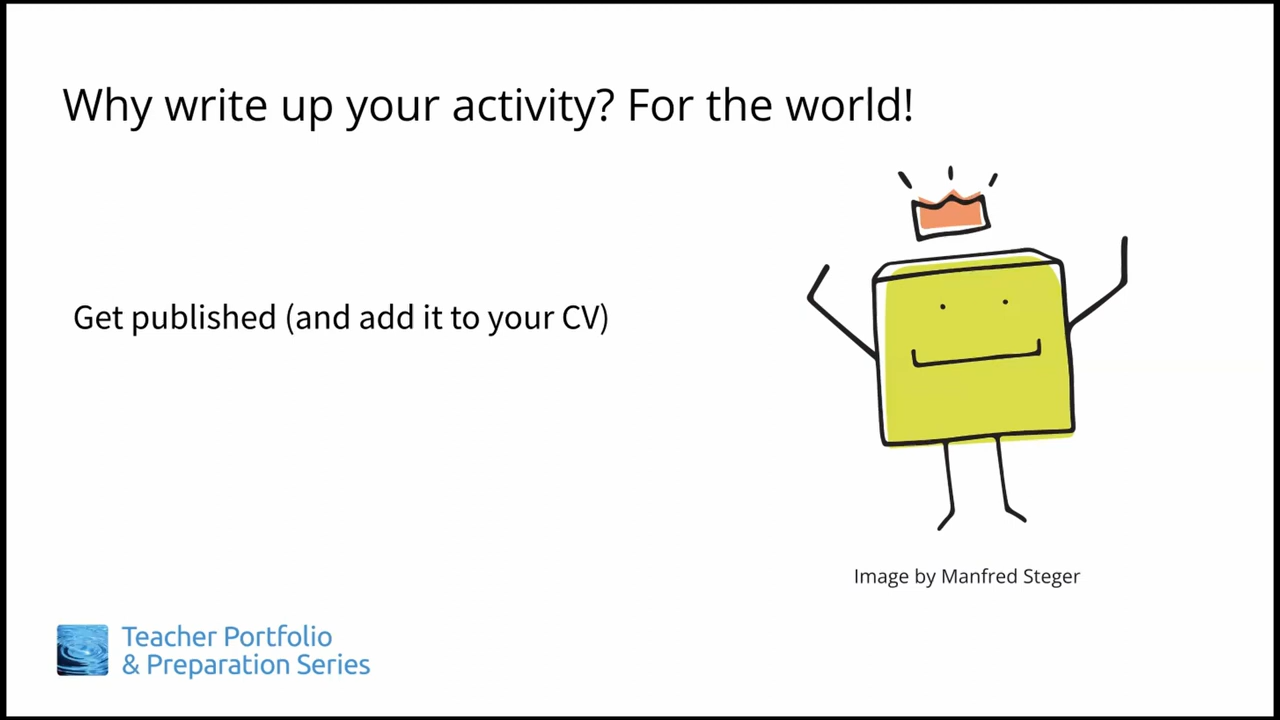 Why write up your activity? For the world!
Get published (and add it to your CV)
Image by Manfred Steger
Teacher Portfolio
& Preparation Series